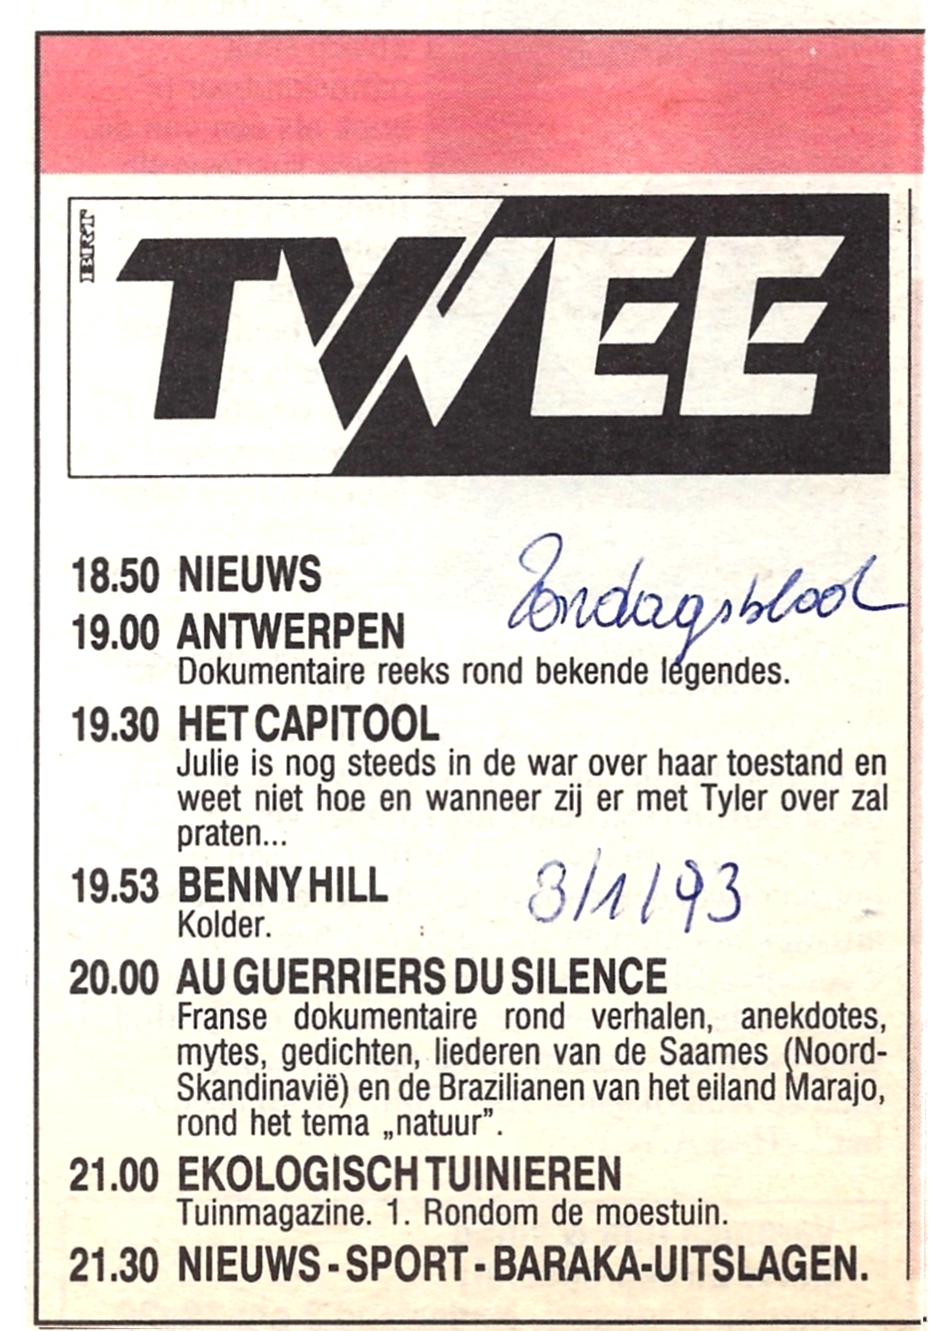 BRT
TWEE
18.50 NIEUWS
Zondagsblad
19.00 ANTWERPEN
Dokumentaire reeks rond bekende legendes.
19.30 HET CAPITOOL
Julie is nog steeds in de war over haar toestand en
weet niet hoe en wanneer zij er met Tyler over zal
praten...
19.53 BENNY HILL
3/1/93
Kolder.
20.00 AU GUERRIERS DU SILENCE
Franse dokumentaire rond verhalen, anekdotes,
mytes, gedichten, liederen van de Saames (Noord-
Skandinavië) en de Brazilianen van het eiland Marajo,
rond het tema „natuur”.
21.00 EKOLOGISCH TUINIEREN
Tuinmagazine. 1. Rondom de moestuin.
21.30 NIEUWS - SPORT - BARAKA-UITSLAGEN.